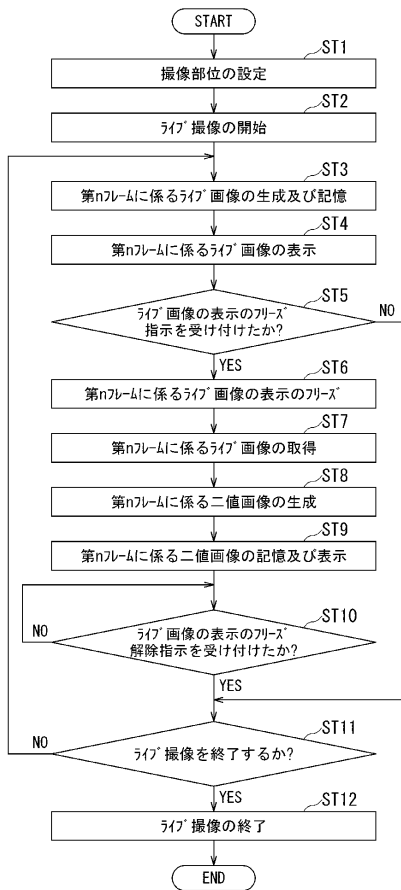 START
ST1
撮像部位の設定
ST2
ﾗｲﾌﾞ撮像の開始
ST3
第nﾌﾚｰﾑに係るﾗｲﾌﾞ画像の生成及び記憶
ST4
第nﾌﾚｰﾑに係るﾗｲﾌﾞ画像の表示
ST5
ﾗｲﾌﾞ画像の表示のﾌﾘｰｽﾞ
指示を受け付けたか?
NO
YES
ST6
第nﾌﾚｰﾑに係るﾗｲﾌﾞ画像の表示のﾌﾘｰｽﾞ
ST7
第nﾌﾚｰﾑに係るﾗｲﾌﾞ画像の取得
ST8
第nﾌﾚｰﾑに係る二値画像の生成
ST9
第nﾌﾚｰﾑに係る二値画像の記憶及び表示
ST10
ﾗｲﾌﾞ画像の表示のﾌﾘｰｽﾞ
解除指示を受け付けたか?
NO
YES
ST11
ﾗｲﾌﾞ撮像を終了するか?
NO
YES
ST12
ﾗｲﾌﾞ撮像の終了
END